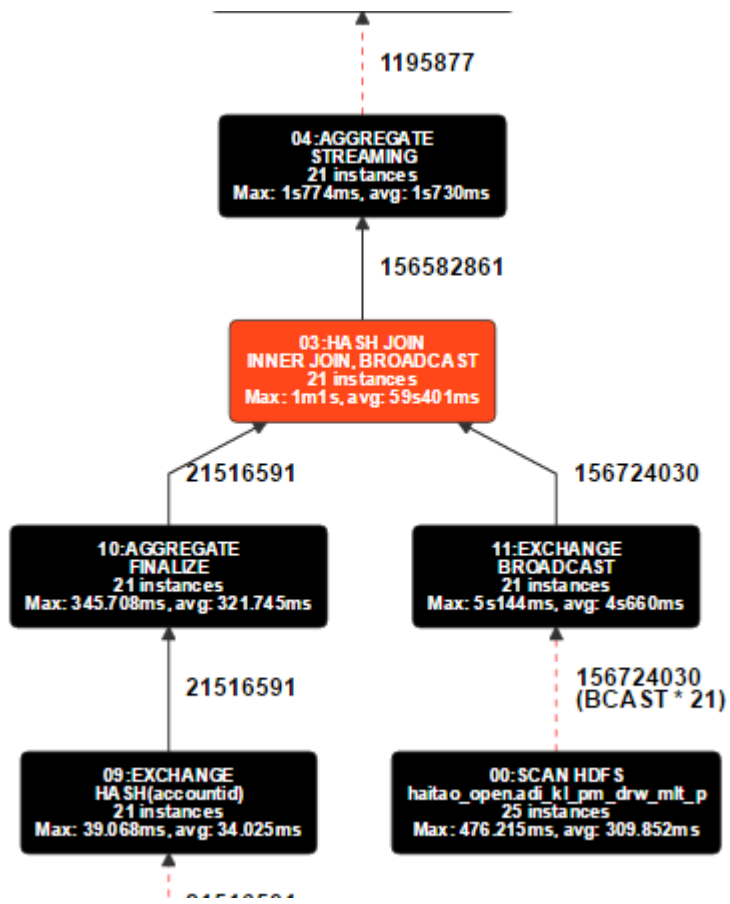 1195877
04:AGGREGATE
STREAMING
21 instances
Max: 1s774ms, avg: 1s730ms
156582861
03:HASH JOIN
INNER JOIN, BROADCAST
21 instances
Max: 1m1s, avg: 59s401ms
21516591
156724030
10:AGGREGATE
FINALIZE
21 instances
Max: 345.708ms, avg: 321.745ms
11:EXCHANGE
BROADCAST
21 instances
Max: 5s144ms, avg: 4s660ms
21516591
156724030
(BCAST * 21)
09:EXCHANGE
HASH(accountid)
21 instances
Max: 39.068ms, avg: 34.025ms
00:SCAN HDFS
haitao_open.adi_kl_pm_drw_mlt_p
25 instances
Max: 476.215ms, avg: 309.852ms